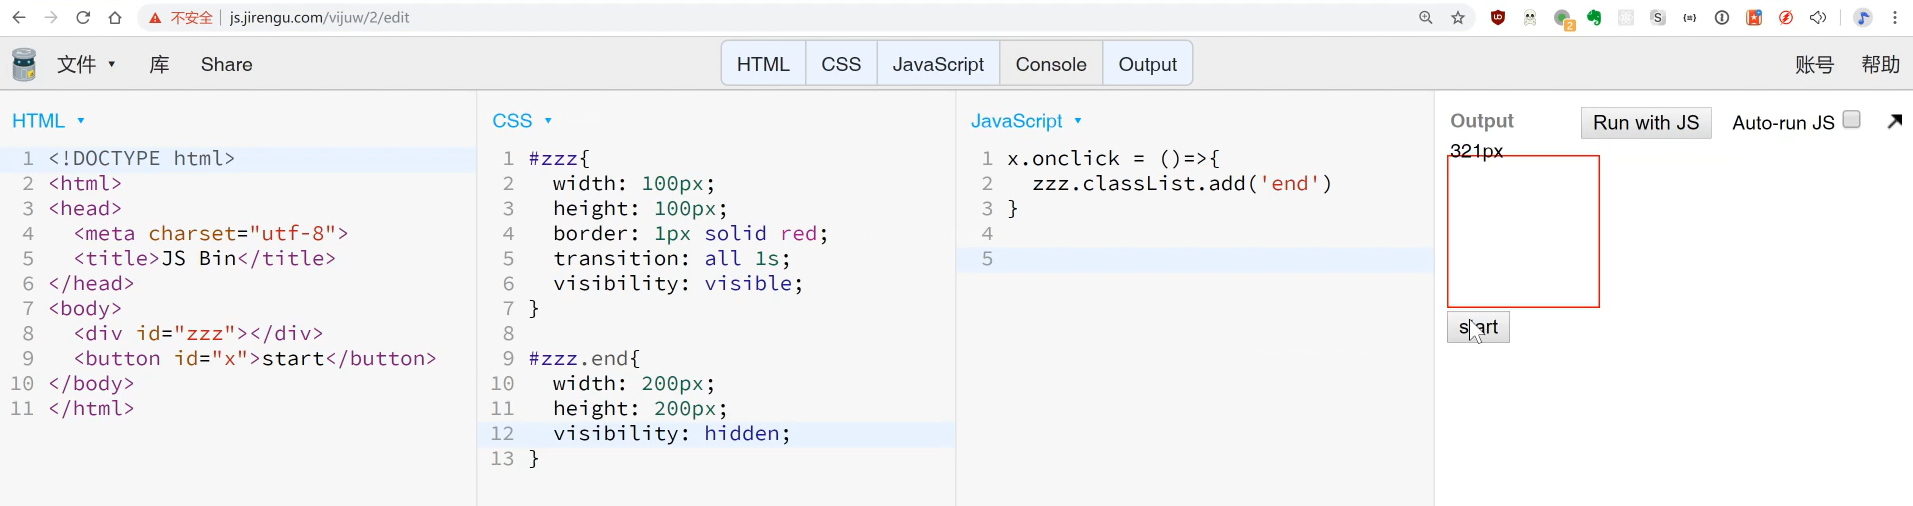 不安全 js.jirengu.com/vijuw/2/edit
文件 库 Share HTML CSS JavaScript Console Output 账号 帮助
HTML
1 <!DOCTYPE html>
2 <html>
3 <head>
4 <meta charset="utf-8">
5 <title>JS Bin</title>
6 </head>
7 <body>
8 <div id="zzz"></div>
9 <button id="x">start</button>
10 </body>
11 </html>
CSS
1 #zzz{
2 width: 100px;
3 height: 100px;
4 border: 1px solid red;
5 transition: all 1s;
6 visibility: visible;
7 }
8
9 #zzz.end{
10 width: 200px;
11 height: 200px;
12 visibility: hidden;
13 }
JavaScript
1 x.onclick = ()=>{
2 zzz.classList.add('end')
3 }
4
5
Output Run with JS Auto-run JS
321px
start